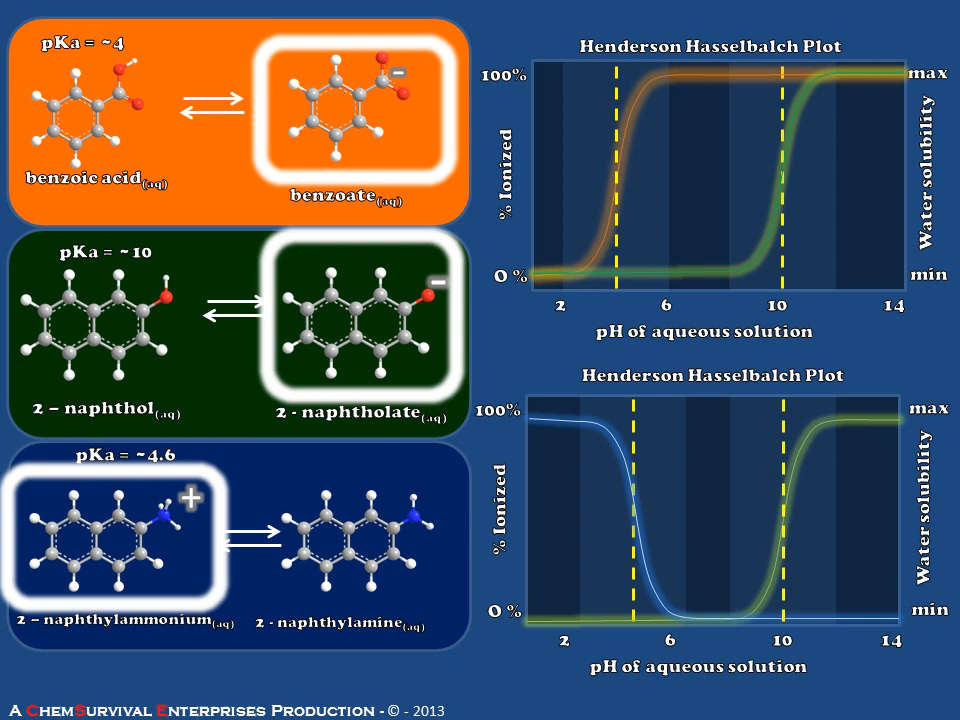 pKa = ~4
benzoic acid(aq)
benzoate(aq)
pKa = ~10
2 – naphthol(aq)
2 - naphtholate(aq)
pKa = ~4.6
+
2 – naphthylammonium(aq)
2 - naphthylamine(aq)
Henderson Hasselbalch Plot
100%
max
% Ionized
Water solubility
0 %
min
2 6 10 14
pH of aqueous solution
Henderson Hasselbalch Plot
100%
max
% Ionized
Water solubility
0 %
min
2 6 10 14
pH of aqueous solution
A ChemSurvival Enterprises Production - © - 2013